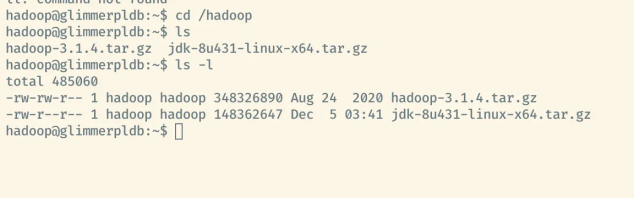 ll: command not found
hadoop@glimmerpldb:~$ cd /hadoop
hadoop@glimmerpldb:~$ ls
hadoop-3.1.4.tar.gz  jdk-8u431-linux-x64.tar.gz
hadoop@glimmerpldb:~$ ls -l
total 485060
-rw-rw-r-- 1 hadoop hadoop 348326890 Aug 24  2020 hadoop-3.1.4.tar.gz
-rw-r--r-- 1 hadoop hadoop 148362647 Dec  5 03:41 jdk-8u431-linux-x64.tar.gz
hadoop@glimmerpldb:~$